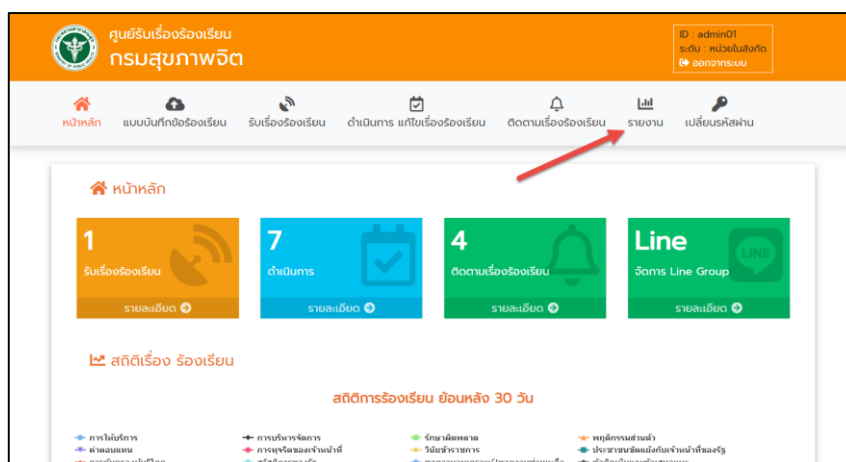 ศูนย์รับเรื่องร้องเรียน
กรมสุขภาพจิต
ID : admin01
ระดับ : หน่วยในสังกัด
ออกจากระบบ
หน้าหลัก แบบบันทึกข้อร้องเรียน รับเรื่องร้องเรียน ดำเนินการ แก้ไขเรื่องร้องเรียน ติดตามเรื่องร้องเรียน รายงาน เปลี่ยนรหัสผ่าน
หน้าหลัก
1 7 4 Line
รับเรื่องร้องเรียน ดำเนินการ ติดตามเรื่องร้องเรียน จัดการ Line Group
LINE
รายละเอียด รายละเอียด รายละเอียด รายละเอียด
สถิติเรื่อง ร้องเรียน
สถิติการร้องเรียน ย้อนหลัง 30 วัน
การให้บริการ การบริหารจัดการ รักษาผิดพลาด พฤติกรรมส่วนตัว
ค่าตอบแทน การทุจริตของเจ้าหน้าที่ วินัยข้าราชการ ประชาชนขัดแย้งกับเจ้าหน้าที่ของรัฐ